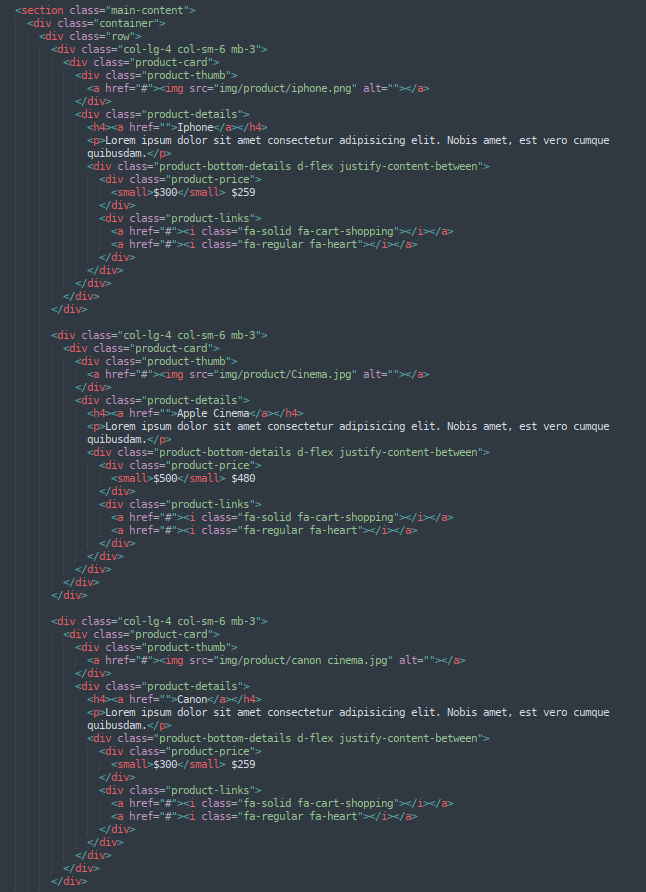 <section class="main-content">
<div class="container">
<div class="row">
<div class="col-lg-4 col-sm-6 mb-3">
<div class="product-card">
<div class="product-thumb">
<a href="#"><img src="img/product/iphone.png" alt=""></a>
</div>
<div class="product-details">
<h4><a href="">Iphone</a></h4>
<p>Lorem ipsum dolor sit amet consectetur adipisicing elit. Nobis amet, est vero cumque
quibusdam.</p>
<div class="product-bottom-details d-flex justify-content-between">
<div class="product-price">
<small>$300</small> $259
</div>
<div class="product-links">
<a href="#"><i class="fa-solid fa-cart-shopping"></i></a>
<a href="#"><i class="fa-regular fa-heart"></i></a>
</div>
</div>
</div>
</div>
</div>
<div class="col-lg-4 col-sm-6 mb-3">
<div class="product-card">
<div class="product-thumb">
<a href="#"><img src="img/product/Cinema.jpg" alt=""></a>
</div>
<div class="product-details">
<h4><a href="">Apple Cinema</a></h4>
<p>Lorem ipsum dolor sit amet consectetur adipisicing elit. Nobis amet, est vero cumque
quibusdam.</p>
<div class="product-bottom-details d-flex justify-content-between">
<div class="product-price">
<small>$500</small> $480
</div>
<div class="product-links">
<a href="#"><i class="fa-solid fa-cart-shopping"></i></a>
<a href="#"><i class="fa-regular fa-heart"></i></a>
</div>
</div>
</div>
</div>
</div>
<div class="col-lg-4 col-sm-6 mb-3">
<div class="product-card">
<div class="product-thumb">
<a href="#"><img src="img/product/canon cinema.jpg" alt=""></a>
</div>
<div class="product-details">
<h4><a href="">Canon</a></h4>
<p>Lorem ipsum dolor sit amet consectetur adipisicing elit. Nobis amet, est vero cumque
quibusdam.</p>
<div class="product-bottom-details d-flex justify-content-between">
<div class="product-price">
<small>$300</small> $259
</div>
<div class="product-links">
<a href="#"><i class="fa-solid fa-cart-shopping"></i></a>
<a href="#"><i class="fa-regular fa-heart"></i></a>
</div>
</div>
</div>
</div>
</div>